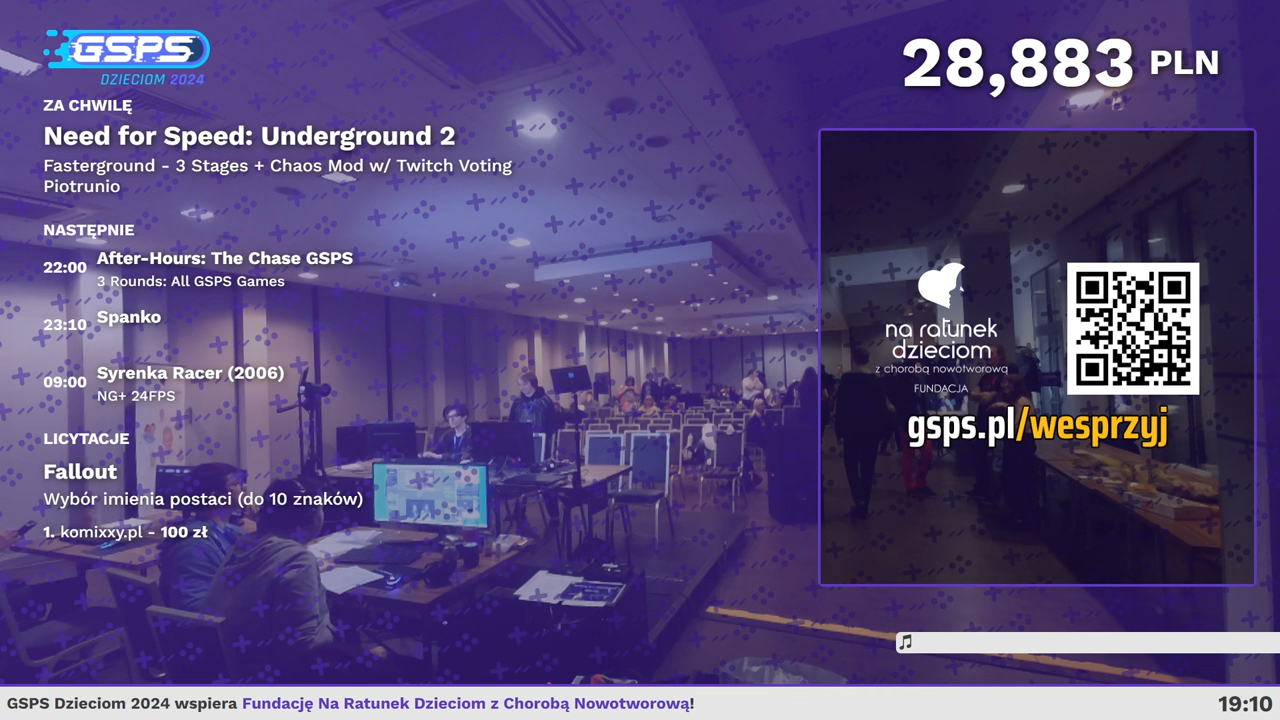 GSPS
DZIECIOM 2024
28,883 PLN
ZA CHWILĘ
Need for Speed: Underground 2
Fasterground - 3 Stages + Chaos Mod w/ Twitch Voting
Piotrunio
NASTĘPNIE
22:00 After-Hours: The Chase GSPS
3 Rounds: All GSPS Games
23:10 Spanko
09:00 Syrenka Racer (2006)
NG+ 24FPS
LICYTACJE
Fallout
Wybór imienia postaci (do 10 znaków)
1. komixxy.pl - 100 zł
na ratunek
dzieciom
z chorobą nowotworową
FUNDACJA
gsps.pl/wesprzyj
GSPS Dzieciom 2024 wspiera Fundację Na Ratunek Dzieciom z Chorobą Nowotworową!
19:10